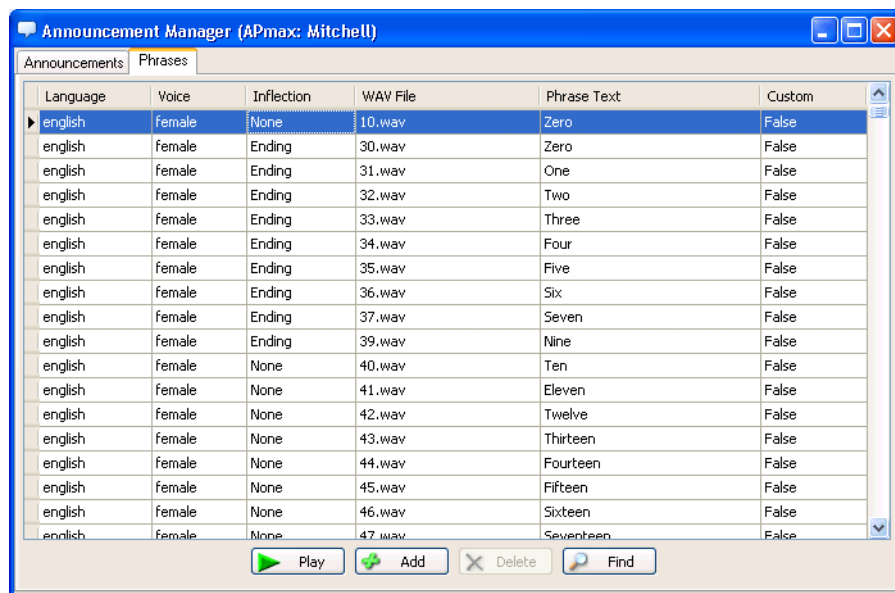 Announcement Manager (APmax: Mitchell)
Announcements Phrases
Language Voice Inflection WAV File Phrase Text Custom
english female None 10.wav Zero False
english female Ending 30.wav Zero False
english female Ending 31.wav One False
english female Ending 32.wav Two False
english female Ending 33.wav Three False
english female Ending 34.wav Four False
english female Ending 35.wav Five False
english female Ending 36.wav Six False
english female Ending 37.wav Seven False
english female Ending 39.wav Nine False
english female None 40.wav Ten False
english female None 41.wav Eleven False
english female None 42.wav Twelve False
english female None 43.wav Thirteen False
english female None 44.wav Fourteen False
english female None 45.wav Fifteen False
english female None 46.wav Sixteen False
english female None 47.wav Seventeen False
Play Add Delete Find